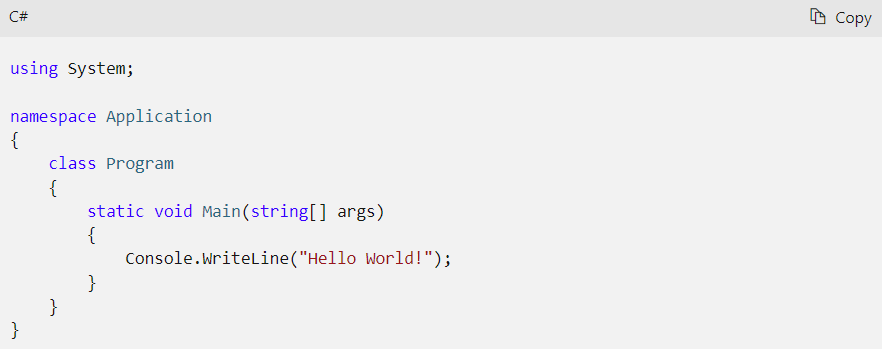 C#
Copy
using System;
namespace Application
{
    class Program
    {
        static void Main(string[] args)
        {
            Console.WriteLine("Hello World!");
        }
    }
}